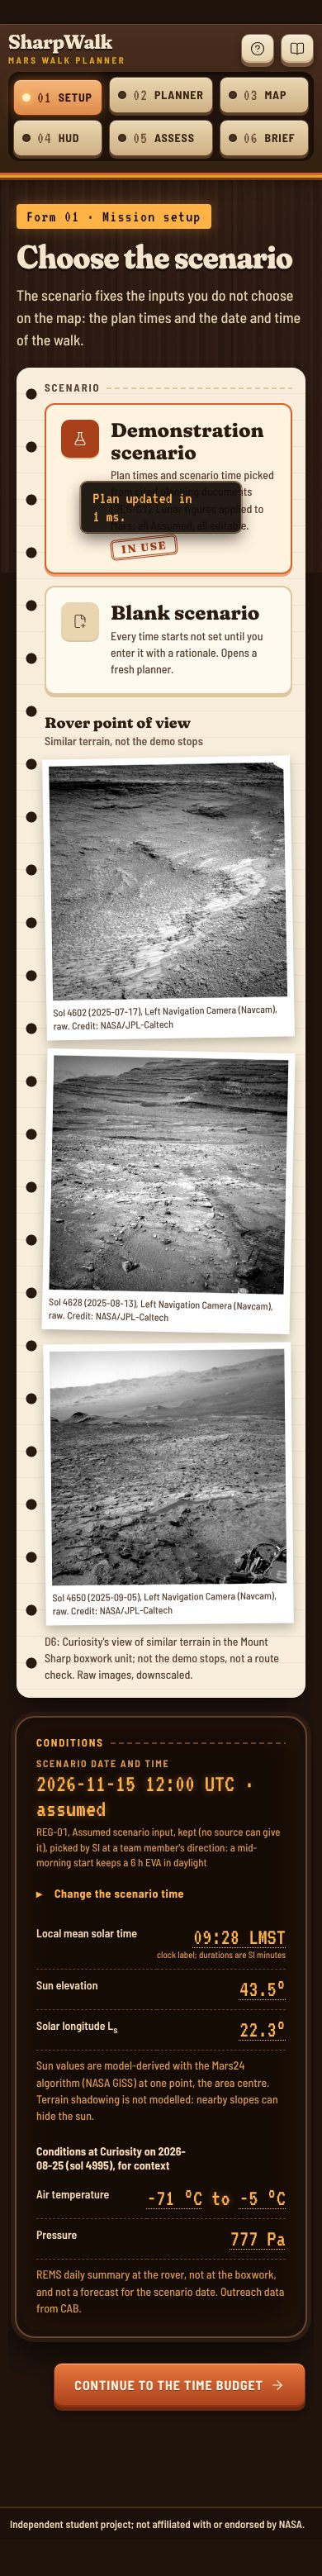 SharpWalk
MARS WALK PLANNER
01 SETUP
02 PLANNER
03 MAP
04 HUD
05 ASSESS
06 BRIEF
Form 01 · Mission setup
Choose the scenario
The scenario fixes the inputs you do not choose
on the map: the plan times and the date and time
of the walk.
SCENARIO
Demonstration
scenario
Plan times and scenario time picked
Plan updated in
1 ms.
IN USE
Blank scenario
Every time starts not set until you
enter it with a rationale. Opens a
fresh planner.
Rover point of view
Similar terrain, not the demo stops
Sol 4602 (2025-07-17), Left Navigation Camera (Navcam),
raw. Credit: NASA/JPL-Caltech
Sol 4628 (2025-08-13), Left Navigation Camera (Navcam),
raw. Credit: NASA/JPL-Caltech
Sol 4650 (2025-09-05), Left Navigation Camera (Navcam),
raw. Credit: NASA/JPL-Caltech
D6: Curiosity's view of similar terrain in the Mount
Sharp boxwork unit; not the demo stops, not a route
check. Raw images, downscaled.
CONDITIONS
SCENARIO DATE AND TIME
2026-11-15 12:00 UTC ·
assumed
REG-01, Assumed scenario input, kept (no source can give
it), picked by SI at a team member's direction: a mid-
morning start keeps a 6 h EVA in daylight
► Change the scenario time
Local mean solar time 09:28 LMST
clock label; durations are SI minutes
Sun elevation 43.5°
Solar longitude Ls 22.3°
Sun values are model-derived with the Mars24
algorithm (NASA GISS) at one point, the area centre.
Terrain shadowing is not modelled: nearby slopes can
hide the sun.
Conditions at Curiosity on 2026-
08-25 (sol 4995), for context
Air temperature -71 °C to -5 °C
Pressure 777 Pa
REMS daily summary at the rover, not at the boxwork,
and not a forecast for the scenario date. Outreach data
from CAB.
CONTINUE TO THE TIME BUDGET →
Independent student project; not affiliated with or endorsed by NASA.